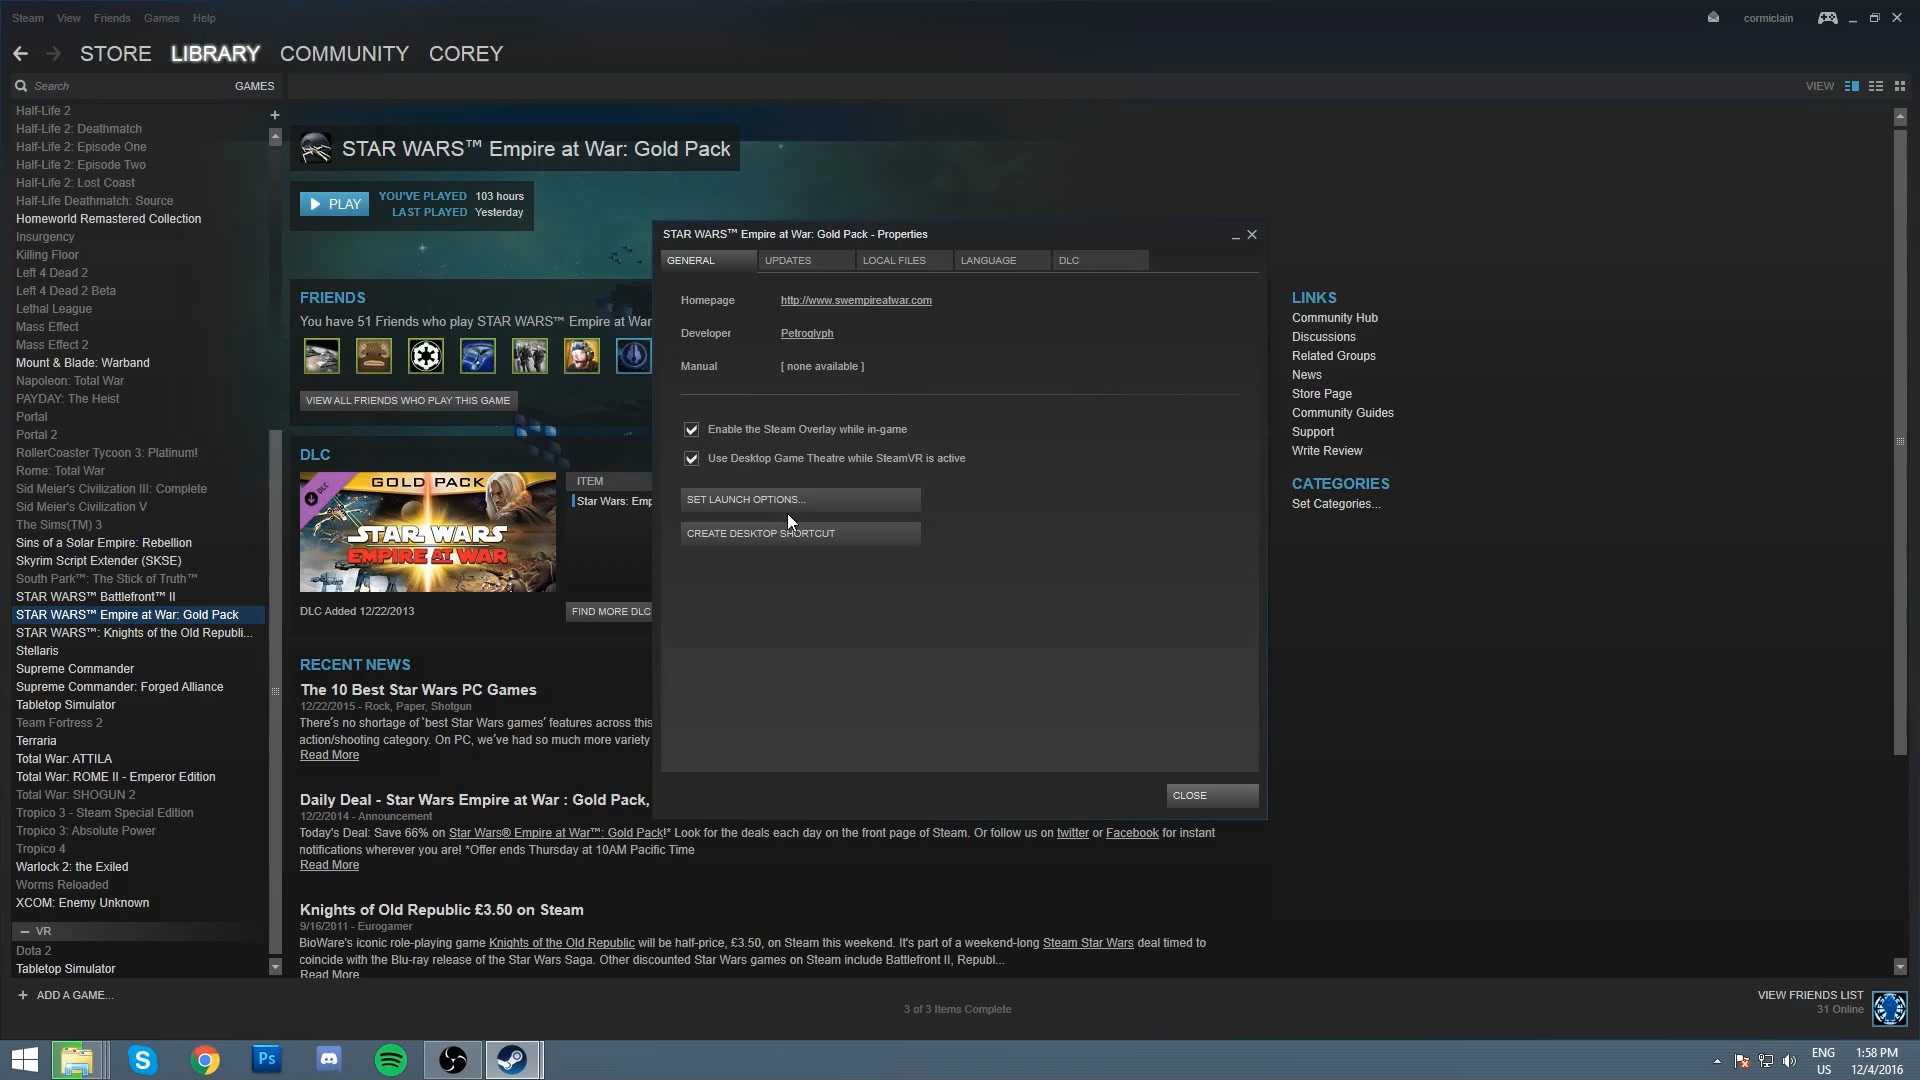 Steam View Friends Games Help
cormiclain
STORE LIBRARY COMMUNITY COREY
Search
GAMES
VIEW
Half-Life 2
Half-Life 2: Deathmatch
Half-Life 2: Episode One
Half-Life 2: Episode Two
Half-Life 2: Lost Coast
Half-Life Deathmatch: Source
Homeworld Remastered Collection
Insurgency
Killing Floor
Left 4 Dead 2
Left 4 Dead 2 Beta
Lethal League
Mass Effect
Mass Effect 2
Mount & Blade: Warband
Napoleon: Total War
PAYDAY: The Heist
Portal
Portal 2
RollerCoaster Tycoon 3: Platinum!
Rome: Total War
Sid Meier's Civilization III: Complete
Sid Meier's Civilization V
The Sims(TM) 3
Sins of a Solar Empire: Rebellion
Skyrim Script Extender (SKSE)
South Park™: The Stick of Truth™
STAR WARS™ Battlefront™ II
STAR WARS™ Empire at War: Gold Pack
STAR WARS™: Knights of the Old Republi...
Stellaris
Supreme Commander
Supreme Commander: Forged Alliance
Tabletop Simulator
Team Fortress 2
Terraria
Total War: ATTILA
Total War: ROME II - Emperor Edition
Total War: SHOGUN 2
Tropico 3 - Steam Special Edition
Tropico 3: Absolute Power
Tropico 4
Warlock 2: the Exiled
Worms Reloaded
XCOM: Enemy Unknown
VR
Dota 2
Tabletop Simulator
ADD A GAME...
STAR WARS™ Empire at War: Gold Pack
PLAY
YOU'VE PLAYED 103 hours
LAST PLAYED Yesterday
FRIENDS
You have 51 Friends who play STAR WARS™ Empire at War
VIEW ALL FRIENDS WHO PLAY THIS GAME
DLC
DLC
GOLD PACK
STAR WARS
EMPIRE AT WAR
ITEM
Star Wars: Emp
DLC Added 12/22/2013
FIND MORE DLC
RECENT NEWS
The 10 Best Star Wars PC Games
12/22/2015 - Rock, Paper, Shotgun
There's no shortage of 'best Star Wars games' features across this
action/shooting category. On PC, we've had so much more variety
Read More
Daily Deal - Star Wars Empire at War : Gold Pack,
12/2/2014 - Announcement
Today's Deal: Save 66% on Star Wars® Empire at War™: Gold Pack!* Look for the deals each day on the front page of Steam. Or follow us on twitter or Facebook for instant
notifications wherever you are! *Offer ends Thursday at 10AM Pacific Time
Read More
Knights of Old Republic £3.50 on Steam
9/16/2011 - Eurogamer
BioWare's iconic role-playing game Knights of the Old Republic will be half-price, £3.50, on Steam this weekend. It's part of a weekend-long Steam Star Wars deal timed to
coincide with the Blu-ray release of the Star Wars Saga. Other discounted Star Wars games on Steam include Battlefront II, Republ...
Read More
STAR WARS™ Empire at War: Gold Pack - Properties
GENERAL UPDATES LOCAL FILES LANGUAGE DLC
Homepage http://www.swempireatwar.com
Developer Petroglyph
Manual [ none available ]
Enable the Steam Overlay while in-game
Use Desktop Game Theatre while SteamVR is active
SET LAUNCH OPTIONS...
CREATE DESKTOP SHORTCUT
CLOSE
LINKS
Community Hub
Discussions
Related Groups
News
Store Page
Community Guides
Support
Write Review
CATEGORIES
Set Categories...
3 of 3 Items Complete
VIEW FRIENDS LIST
31 Online
Ps
ENG
US
1:58 PM
12/4/2016